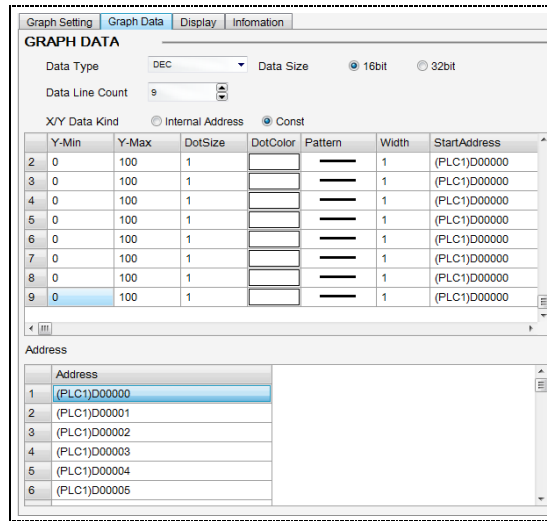 Graph Setting Graph Data Display Infomation
GRAPH DATA
Data Type DEC Data Size 16bit 32bit
Data Line Count 9
X/Y Data Kind Internal Address Const
Y-Min Y-Max DotSize DotColor Pattern Width StartAddress
2 0 100 1 1 (PLC1)D00000
3 0 100 1 1 (PLC1)D00000
4 0 100 1 1 (PLC1)D00000
5 0 100 1 1 (PLC1)D00000
6 0 100 1 1 (PLC1)D00000
7 0 100 1 1 (PLC1)D00000
8 0 100 1 1 (PLC1)D00000
9 0 100 1 1 (PLC1)D00000
Address
Address
1 (PLC1)D00000
2 (PLC1)D00001
3 (PLC1)D00002
4 (PLC1)D00003
5 (PLC1)D00004
6 (PLC1)D00005